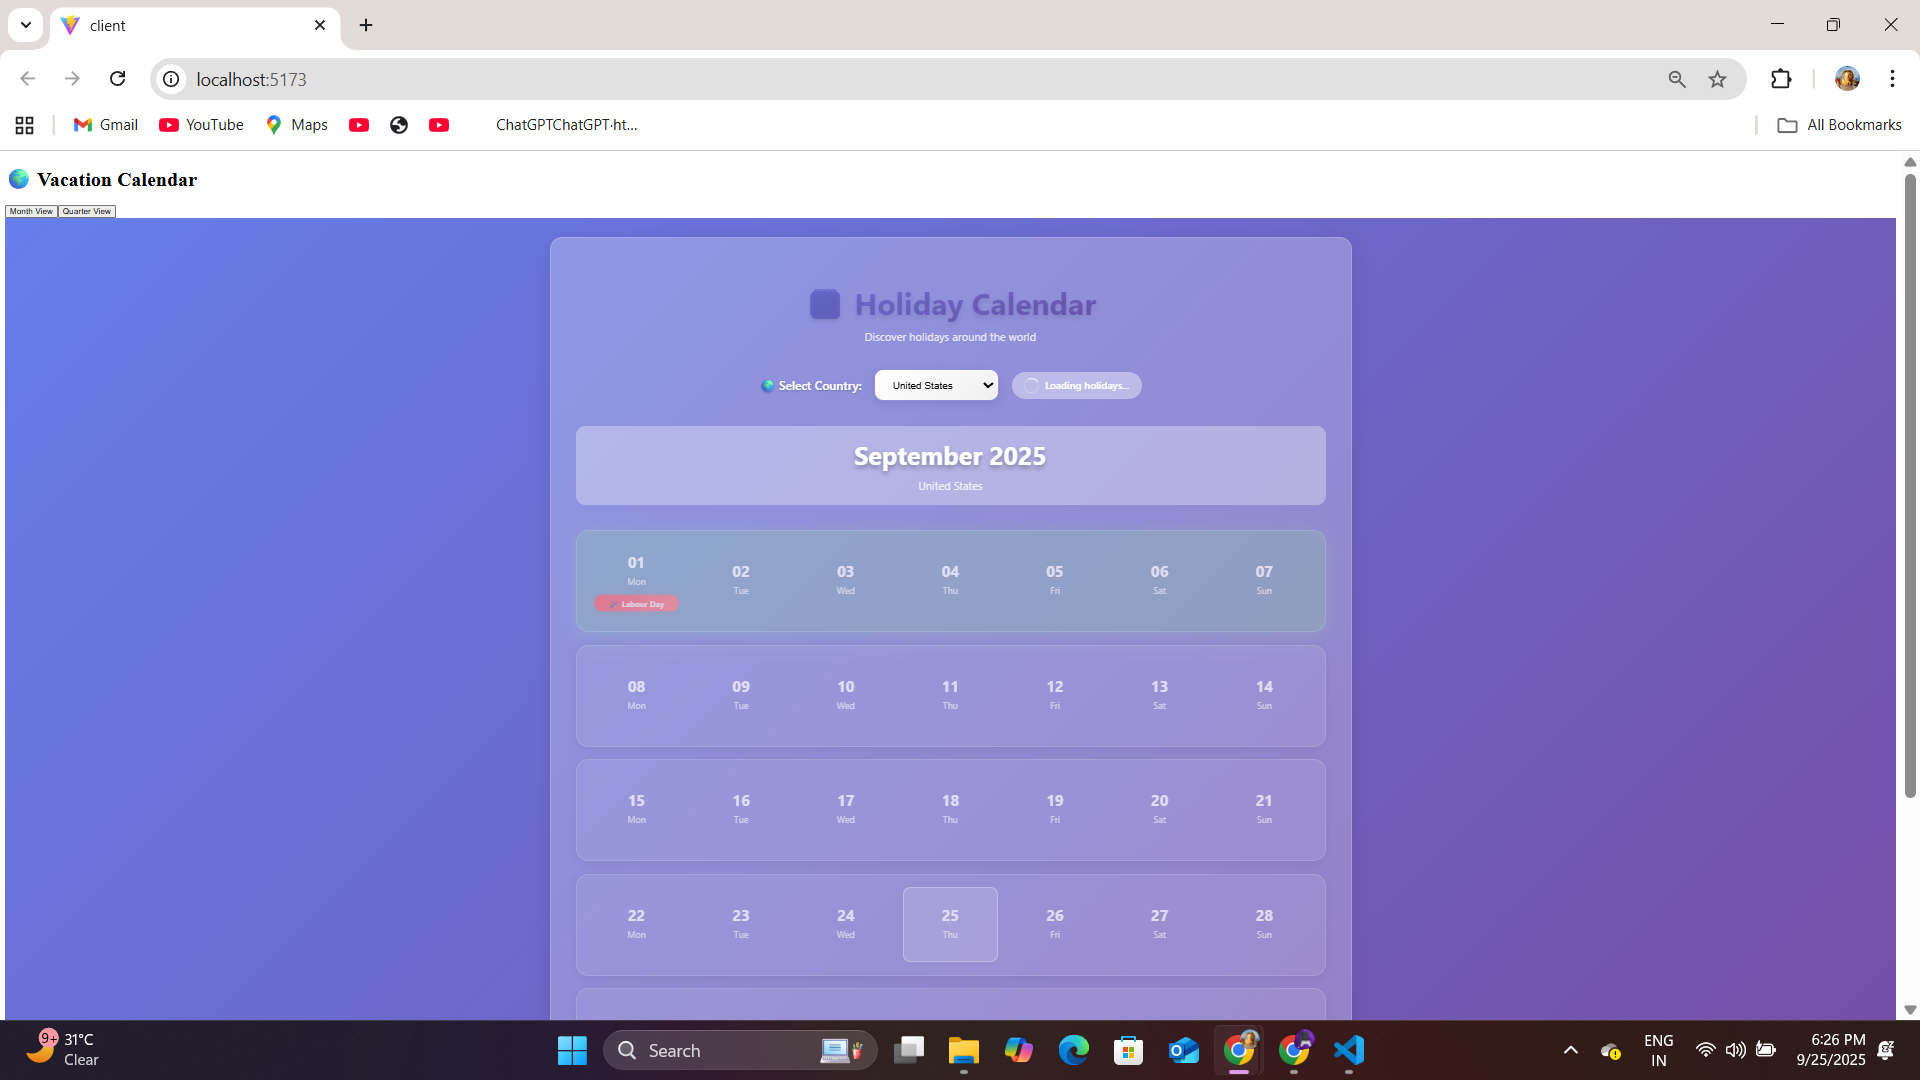 client
localhost:5173
Gmail
YouTube
Maps
ChatGPTChatGPT·ht...
All Bookmarks
Vacation Calendar
Month View Quarter View
Holiday Calendar
Discover holidays around the world
Select Country: United States Loading holidays...
September 2025
United States
01 02 03 04 05 06 07
Mon Tue Wed Thu Fri Sat Sun
Labour Day
08 09 10 11 12 13 14
Mon Tue Wed Thu Fri Sat Sun
15 16 17 18 19 20 21
Mon Tue Wed Thu Fri Sat Sun
22 23 24 25 26 27 28
Mon Tue Wed Thu Fri Sat Sun
9+ 31°C
Clear
Search
ENG
IN
6:26 PM
9/25/2025